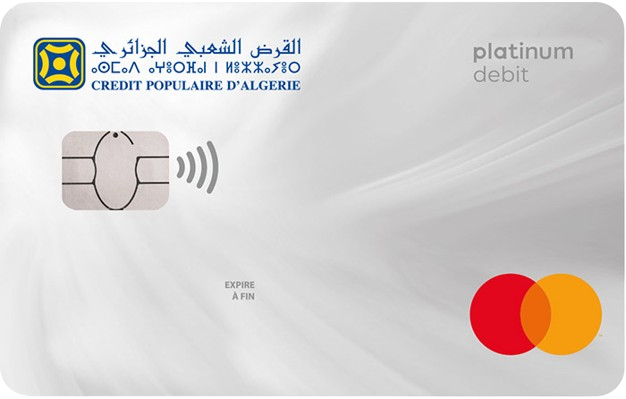 القرض الشعبي الجزائري
CREDIT POPULAIRE D'ALGERIE
platinum
debit
EXPIRE
À FIN